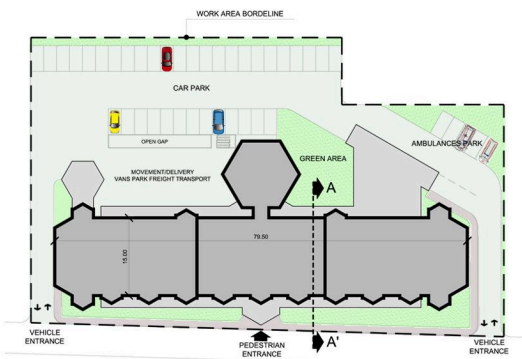 WORK AREA BORDELINE
CAR PARK
OPEN GAP
AMBULANCES PARK
GREEN AREA
MOVEMENT/DELIVERY
VANS PARK FREIGHT TRANSPORT
A
79.50
15.00
VEHICLE
ENTRANCE
PEDESTRIAN
ENTRANCE
A'
VEHICLE
ENTRANCE